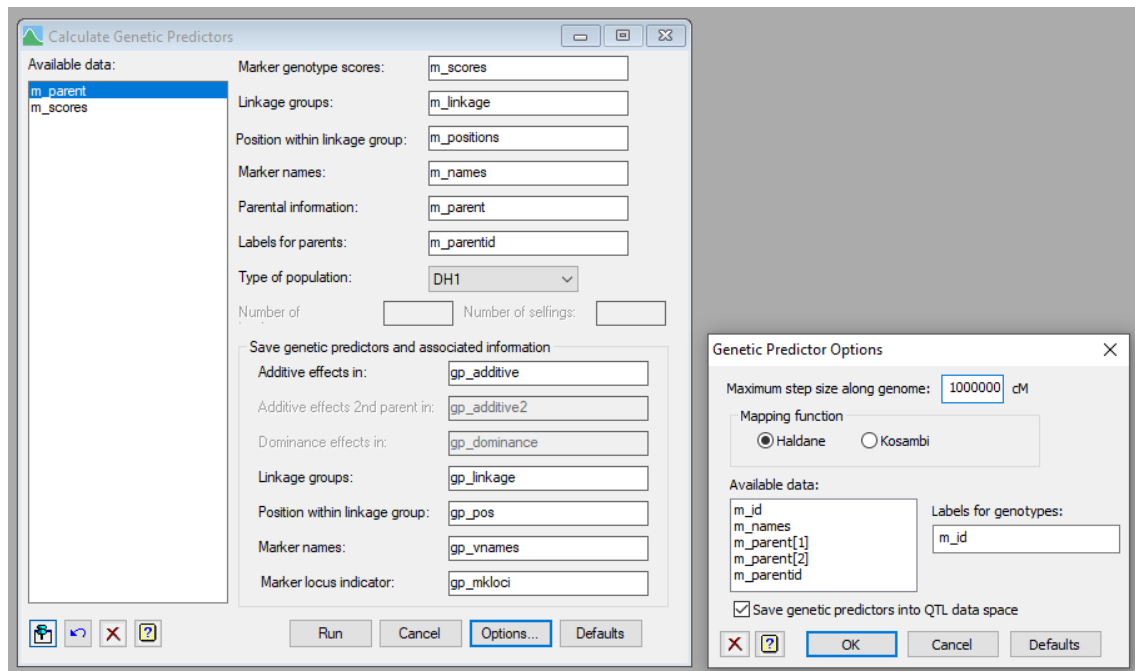 Calculate Genetic Predictors
Available data:
m_parent
m_scores
Marker genotype scores: m_scores
Linkage groups: m_linkage
Position within linkage group: m_positions
Marker names: m_names
Parental information: m_parent
Labels for parents: m_parentid
Type of population: DH1
Number of Number of selfings:
Save genetic predictors and associated information
Additive effects in: gp_additive
Additive effects 2nd parent in: gp_additive2
Dominance effects in: gp_dominance
Linkage groups: gp_linkage
Position within linkage group: gp_pos
Marker names: gp_vnames
Marker locus indicator: gp_mkloci
Run Cancel Options... Defaults
Genetic Predictor Options
Maximum step size along genome: 1000000 cM
Mapping function
Haldane Kosambi
Available data:
m_id
m_names
m_parent[1]
m_parent[2]
m_parentid
Labels for genotypes:
m_id
Save genetic predictors into QTL data space
OK Cancel Defaults